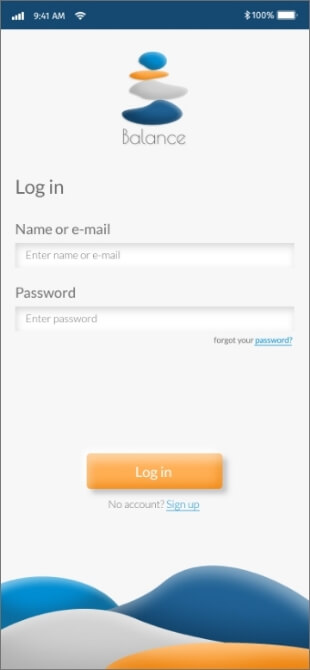 9:41 AM 100%
Balance
Log in
Name or e-mail
Enter name or e-mail
Password
Enter password
forgot your password?
Log in
No account? Sign up